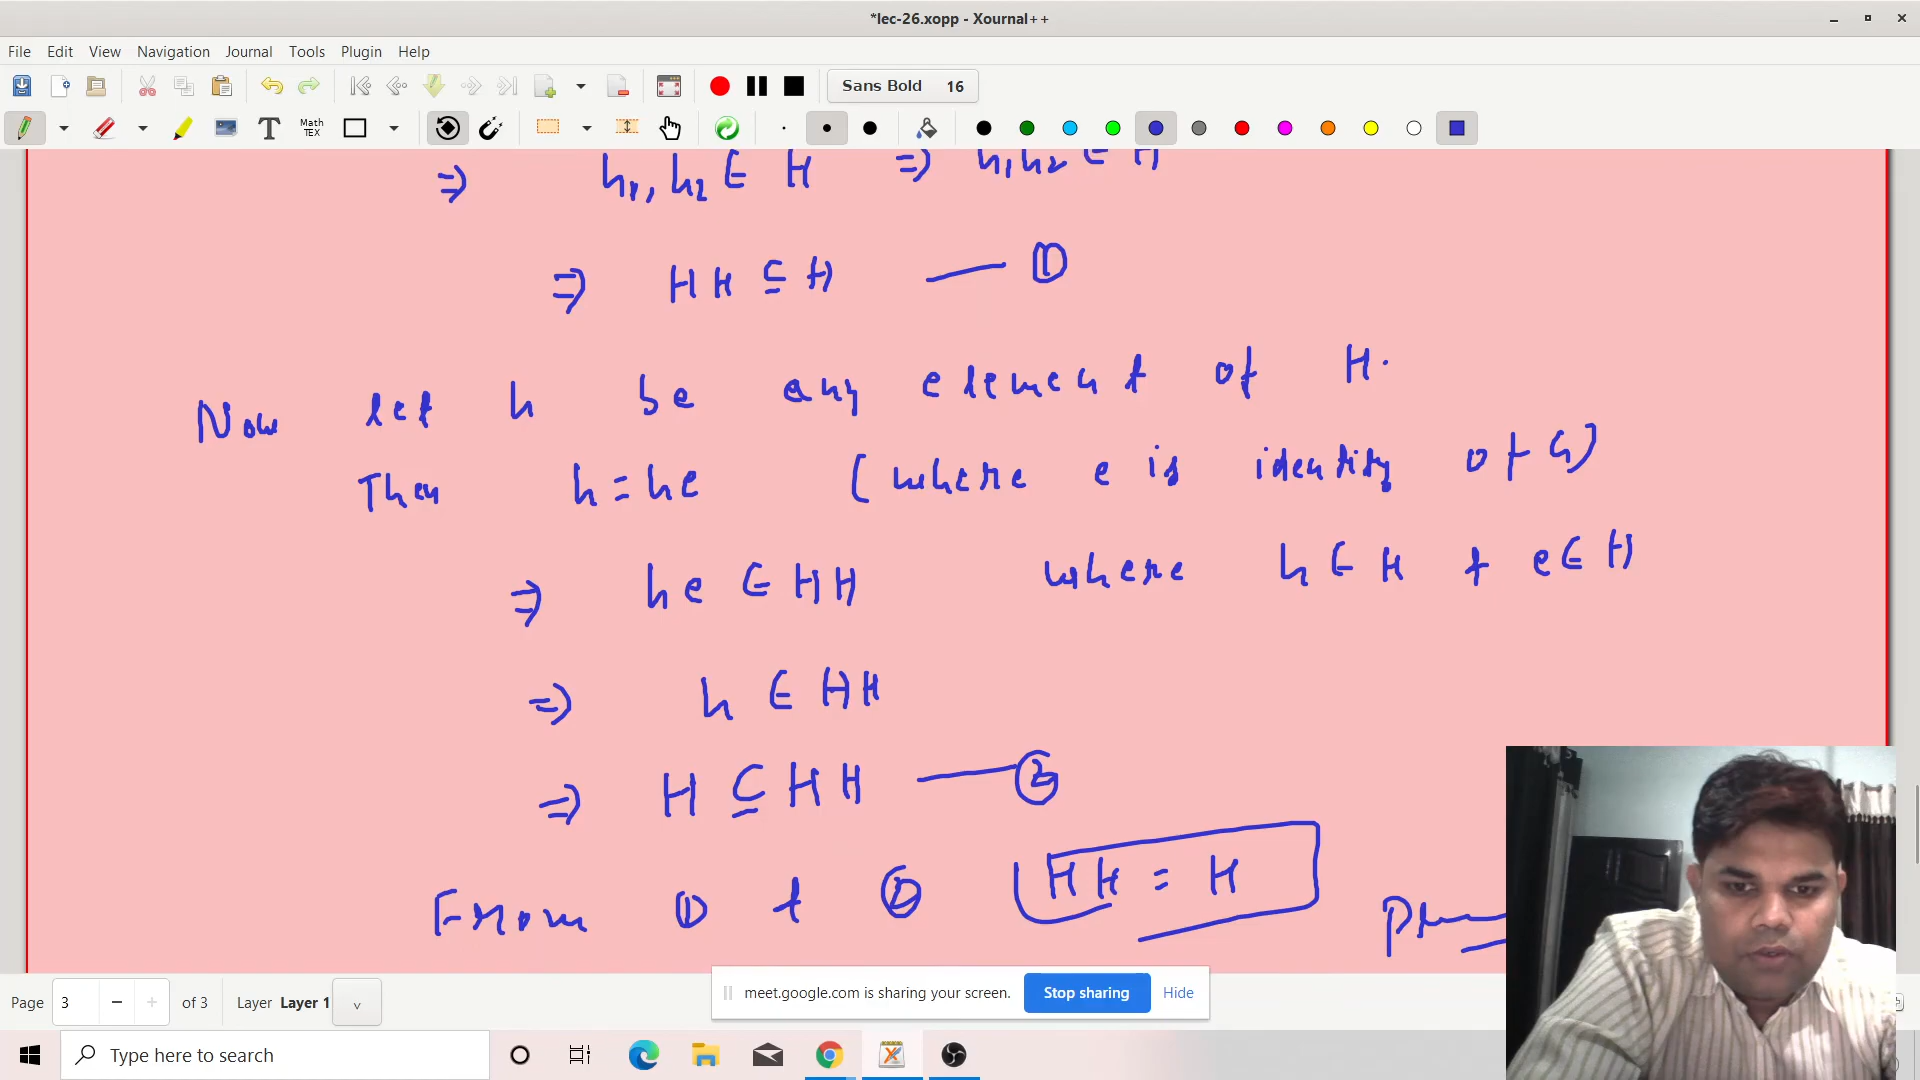 *lec-26.xopp - Xournal++
File Edit View Navigation Journal Tools Plugin Help
Sans Bold 16
Math TEX
⇒ h₁, h₂ ∈ H ⇒ h₁h₂ ∈ H
⇒ HH ⊆ H — ①
Now let h be any element of H.
Then h = he (where e is identity of G)
⇒ he ∈ HH where h ∈ H & e ∈ H
⇒ h ∈ HH
⇒ H ⊆ HH — ②
From ① & ② HH = H
Page 3 of 3 Layer Layer 1
meet.google.com is sharing your screen. Stop sharing Hide
Type here to search